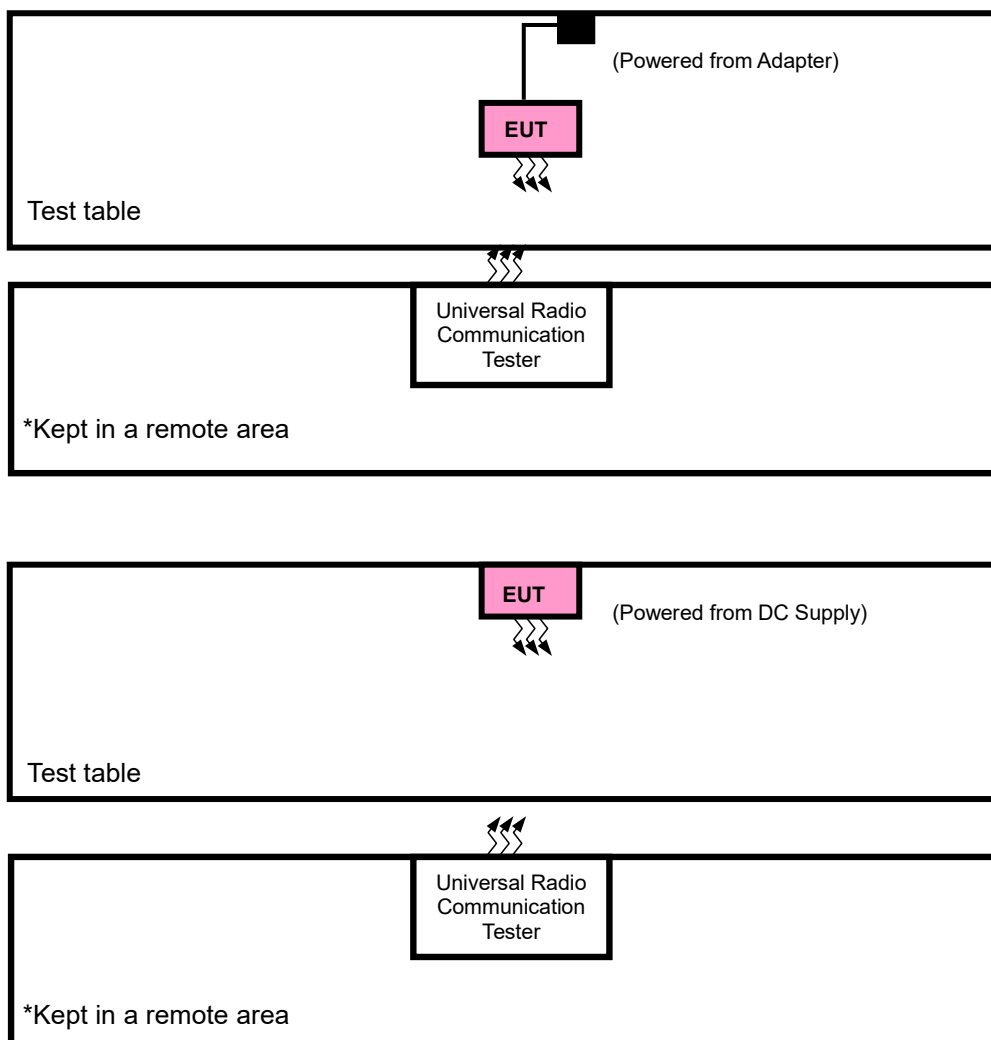 (Powered from Adapter)
EUT
Test table
Universal Radio
Communication
Tester
*Kept in a remote area
EUT
(Powered from DC Supply)
Test table
Universal Radio
Communication
Tester
*Kept in a remote area